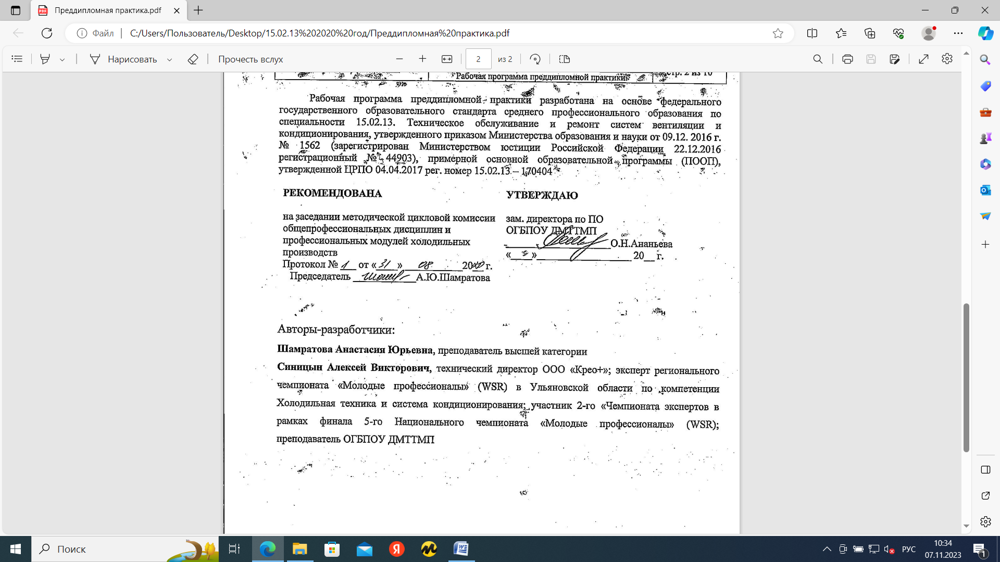 Преддипломная практика.pdf
Файл
C:/Users/Пользователь/Desktop/15.02.13%202020%20год/Преддипломная%20практика.pdf
Нарисовать
Прочесть вслух
2 из 2
Рабочая программа преддипломной практики
стр. 2 из 10
Рабочая программа преддипломной практики разработана на основе федерального
государственного образовательного стандарта среднего профессионального образования по
специальности 15.02.13. Техническое обслуживание и ремонт систем вентиляции и
кондиционирования, утвержденного приказом Министерства образования и науки от 09.12. 2016 г.
№ 1562 (зарегистрирован Министерством юстиции Российской Федерации 22.12.2016
регистрационный № 44903), примерной основной образовательной программы (ПООП),
утвержденной ЦРПО 04.04.2017 рег. номер 15.02.13 – 170404
РЕКОМЕНДОВАНА
на заседании методической цикловой комиссии
общепрофессиональных дисциплин и
профессиональных модулей холодильных
производств
Протокол № 1 от «31» 08 2020 г.
Председатель А.Ю.Шамратова
УТВЕРЖДАЮ
зам. директора по ПО
ОГБПОУ ДМТТМП
О.Н.Ананьева
« » 20 г.
Авторы-разработчики:
Шамратова Анастасия Юрьевна, преподаватель высшей категории
Синицын Алексей Викторович, технический директор ООО «Крео+»; эксперт регионального
чемпионата «Молодые профессионалы» (WSR) в Ульяновской области по компетенции
Холодильная техника и система кондиционирования; участник 2-го «Чемпионата экспертов в
рамках финала 5-го Национального чемпионата «Молодые профессионалы» (WSR);
преподаватель ОГБПОУ ДМТТМП
Поиск
РУС
10:34
07.11.2023
1